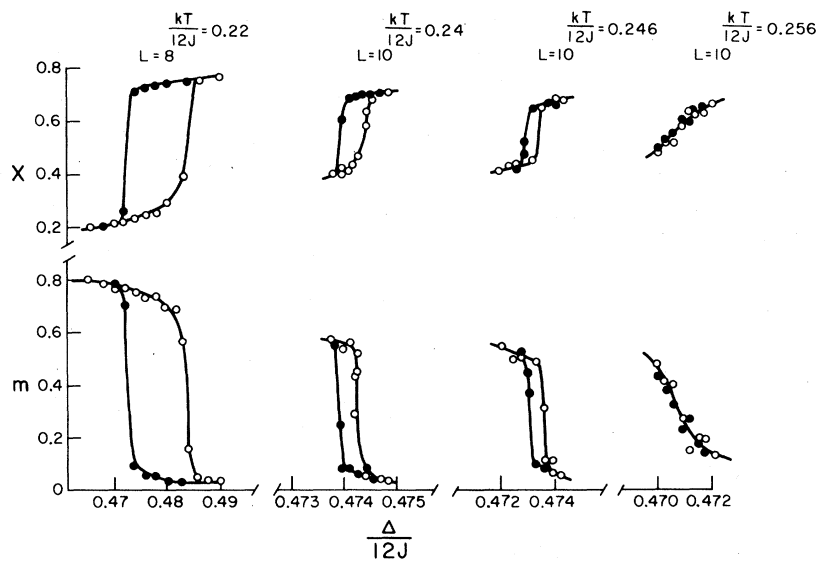 kT/12J = 0.22
L = 8
kT/12J = 0.24
L=10
kT/12J = 0.246
L=10
kT/12J = 0.256
L=10
0.8
0.6
X 0.4
0.2
0.8
0.6
m 0.4
0.2
0
0.47 0.48 0.49 0.473 0.474 0.475 0.472 0.474 0.470 0.472
Δ/12J